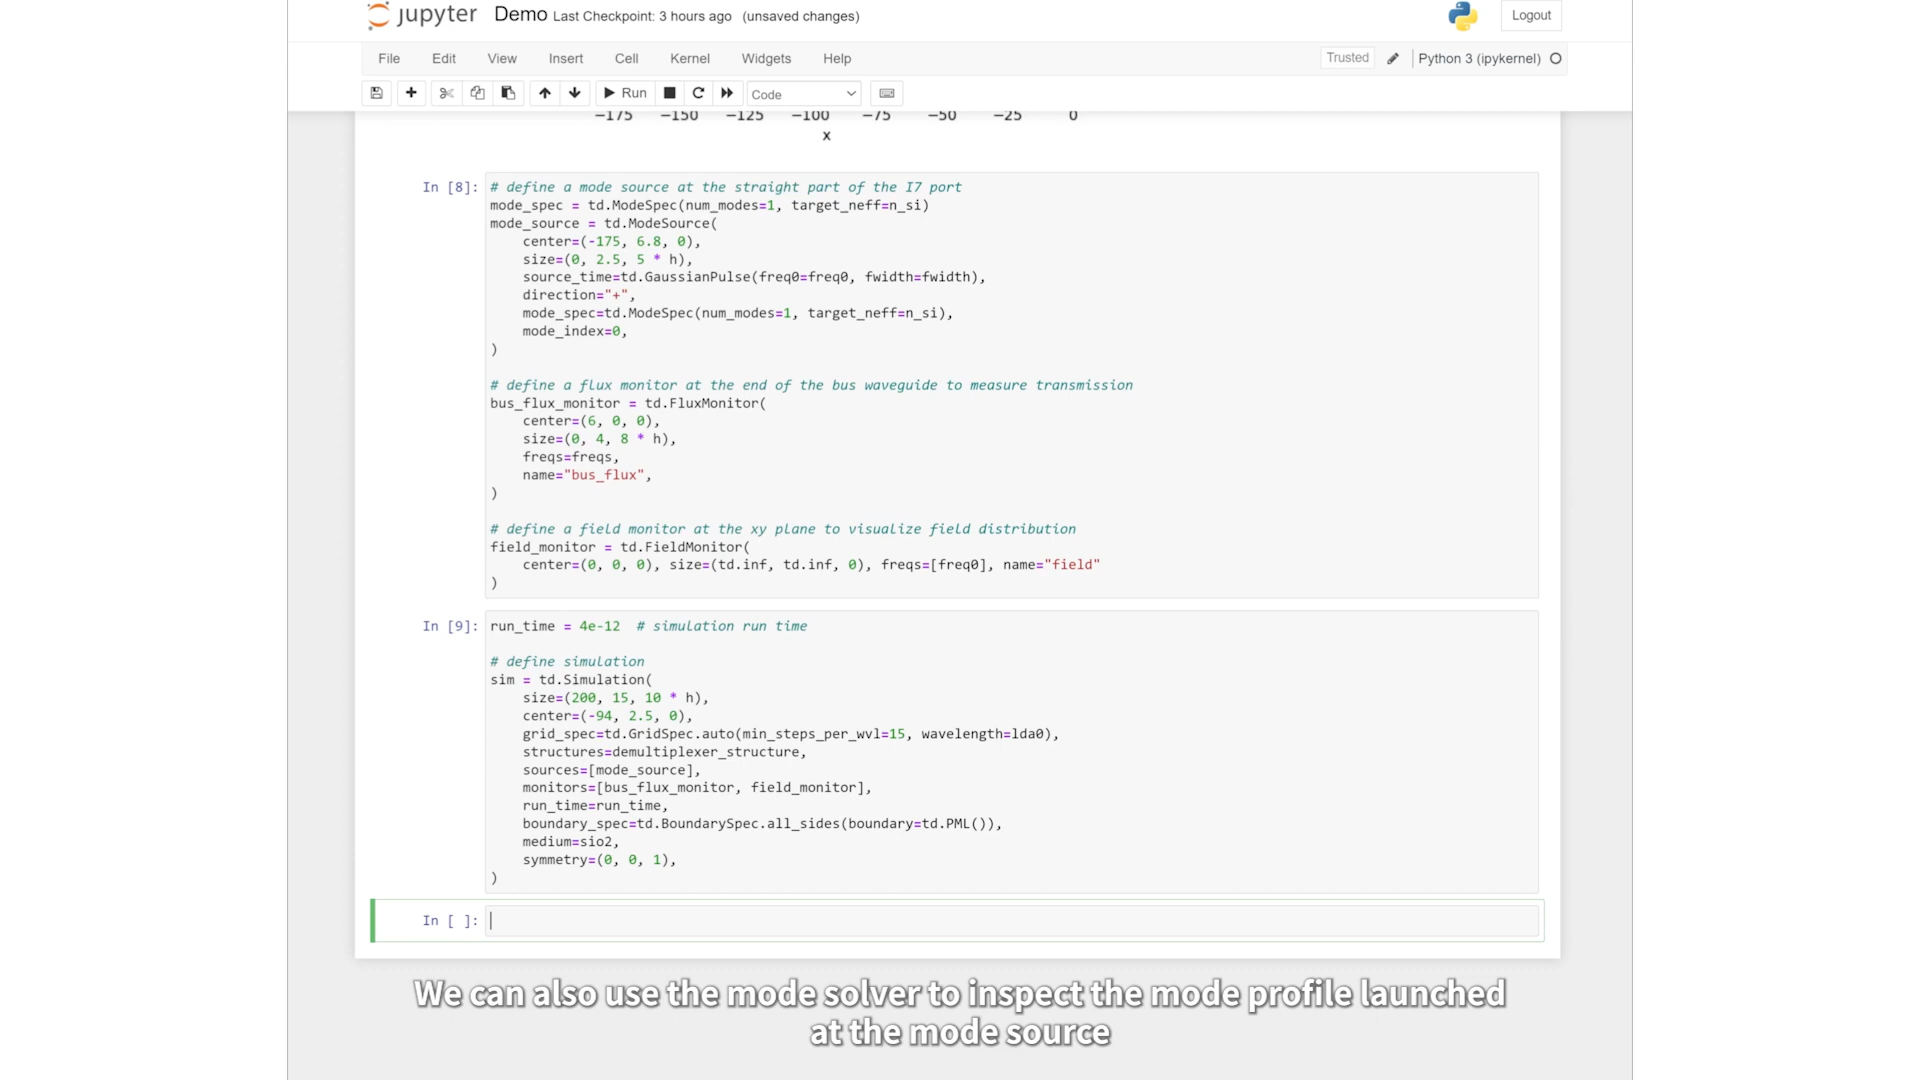 jupyter Demo Last Checkpoint: 3 hours ago (unsaved changes)
Logout
File Edit View Insert Cell Kernel Widgets Help
Trusted Python 3 (ipykernel)
Run Code
−175 −150 −125 −100 −75 −50 −25 0
x
In [8]: # define a mode source at the straight part of the I7 port
mode_spec = td.ModeSpec(num_modes=1, target_neff=n_si)
mode_source = td.ModeSource(
    center=(-175, 6.8, 0),
    size=(0, 2.5, 5 * h),
    source_time=td.GaussianPulse(freq0=freq0, fwidth=fwidth),
    direction="+",
    mode_spec=td.ModeSpec(num_modes=1, target_neff=n_si),
    mode_index=0,
)
# define a flux monitor at the end of the bus waveguide to measure transmission
bus_flux_monitor = td.FluxMonitor(
    center=(6, 0, 0),
    size=(0, 4, 8 * h),
    freqs=freqs,
    name="bus_flux",
)
# define a field monitor at the xy plane to visualize field distribution
field_monitor = td.FieldMonitor(
    center=(0, 0, 0), size=(td.inf, td.inf, 0), freqs=[freq0], name="field"
)
In [9]: run_time = 4e-12  # simulation run time
# define simulation
sim = td.Simulation(
    size=(200, 15, 10 * h),
    center=(-94, 2.5, 0),
    grid_spec=td.GridSpec.auto(min_steps_per_wvl=15, wavelength=lda0),
    structures=demultiplexer_structure,
    sources=[mode_source],
    monitors=[bus_flux_monitor, field_monitor],
    run_time=run_time,
    boundary_spec=td.BoundarySpec.all_sides(boundary=td.PML()),
    medium=sio2,
    symmetry=(0, 0, 1),
)
In [ ]:
We can also use the mode solver to inspect the mode profile launched
at the mode source